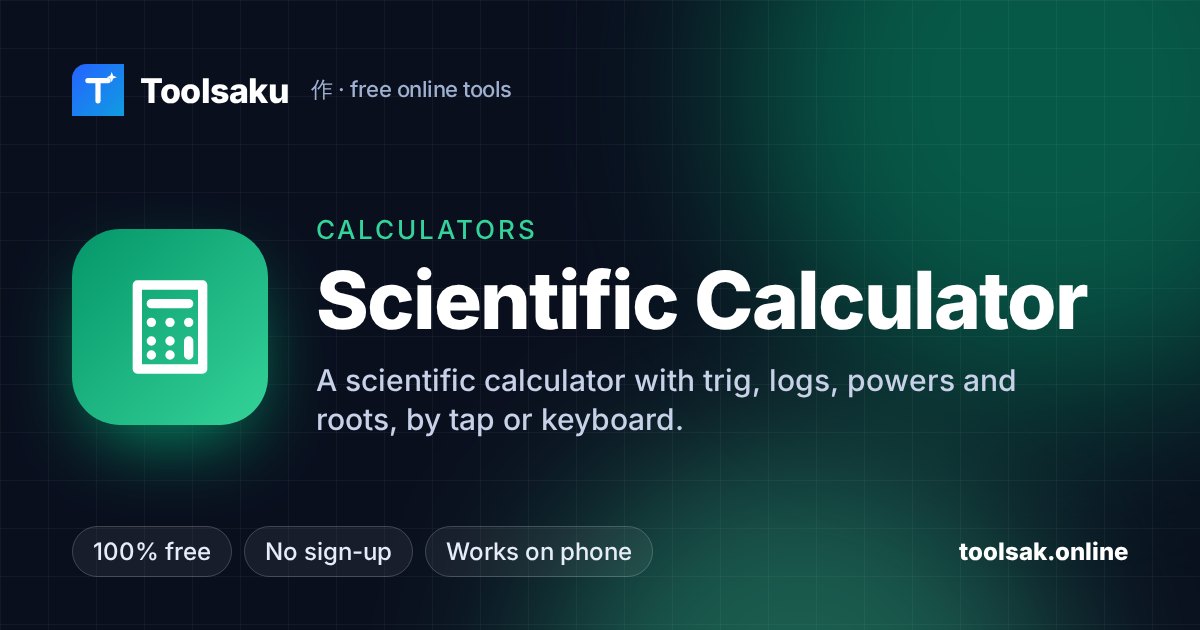 Toolsaku 作 · free online tools
CALCULATORS
Scientific Calculator
A scientific calculator with trig, logs, powers and
roots, by tap or keyboard.
100% free No sign-up Works on phone toolsak.online